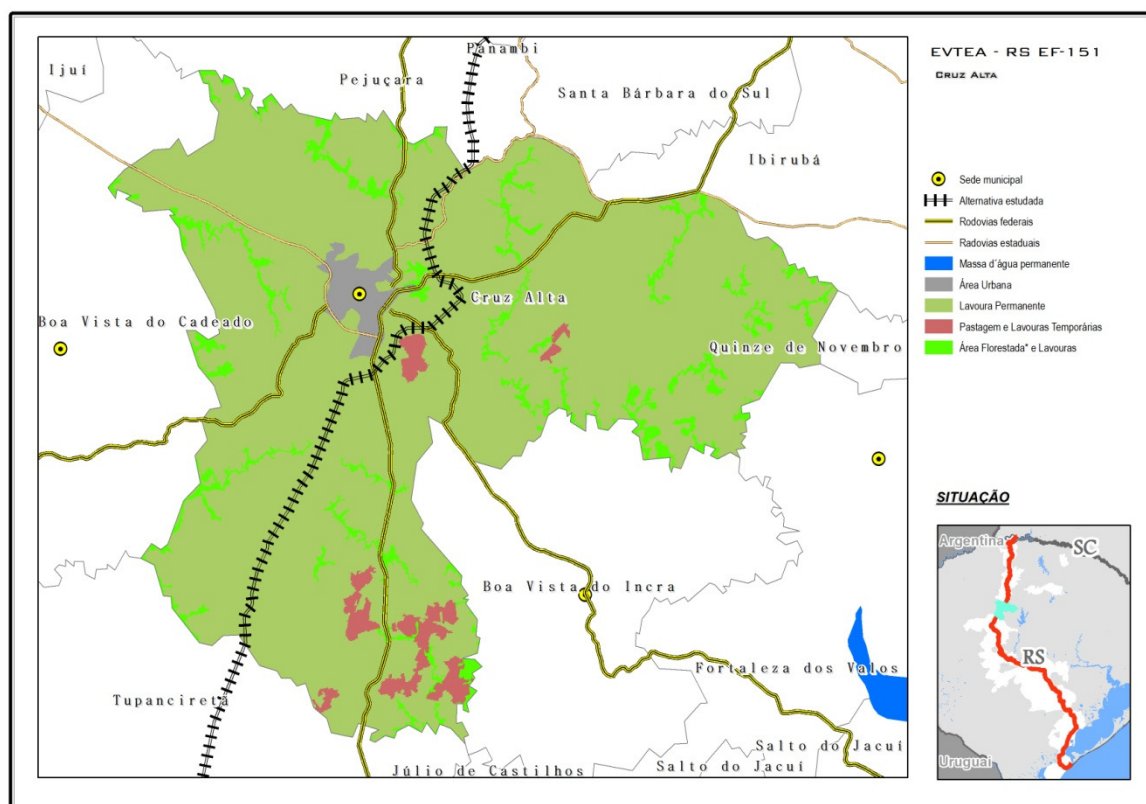 EVTEA - RS EF-151
CRUZ ALTA
Panambi
Ijuí
Pejuçara
Santa Bárbara do Sul
Ibirubá
Cruz Alta
Boa Vista do Cadeado
Quinze de Novembro
Boa Vista do Incra
Fortaleza dos Valos
Tupanciretã
Salto do Jacuí
Salto do Jacuí
Júlio de Castilhos
Sede municipal
Alternativa estudada
Rodovias federais
Radovias estaduais
Massa d´água permanente
Área Urbana
Lavoura Permanente
Pastagem e Lavouras Temporárias
Área Florestada* e Lavouras
SITUAÇÃO
Argentina
SC
RS
Uruguai